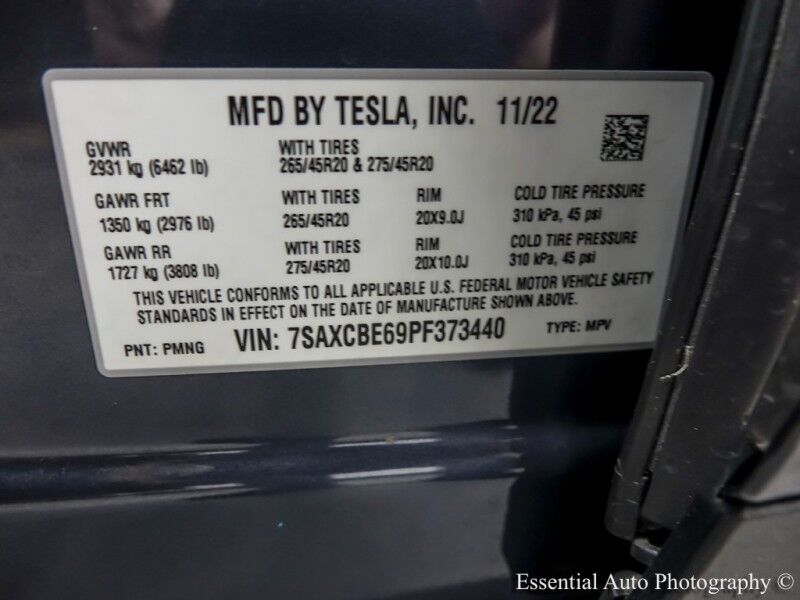 MFD BY TESLA, INC. 11/22
GVWR WITH TIRES
2931 kg (6462 lb) 265/45R20 & 275/45R20
GAWR FRT WITH TIRES RIM COLD TIRE PRESSURE
1350 kg (2976 lb) 265/45R20 20X9.0J 310 kPa, 45 psi
GAWR RR WITH TIRES RIM COLD TIRE PRESSURE
1727 kg (3808 lb) 275/45R20 20X10.0J 310 kPa, 45 psi
THIS VEHICLE CONFORMS TO ALL APPLICABLE U.S. FEDERAL MOTOR VEHICLE SAFETY
STANDARDS IN EFFECT ON THE DATE OF MANUFACTURE SHOWN ABOVE.
PNT: PMNG VIN: 7SAXCBE69PF373440 TYPE: MPV
Essential Auto Photography ©